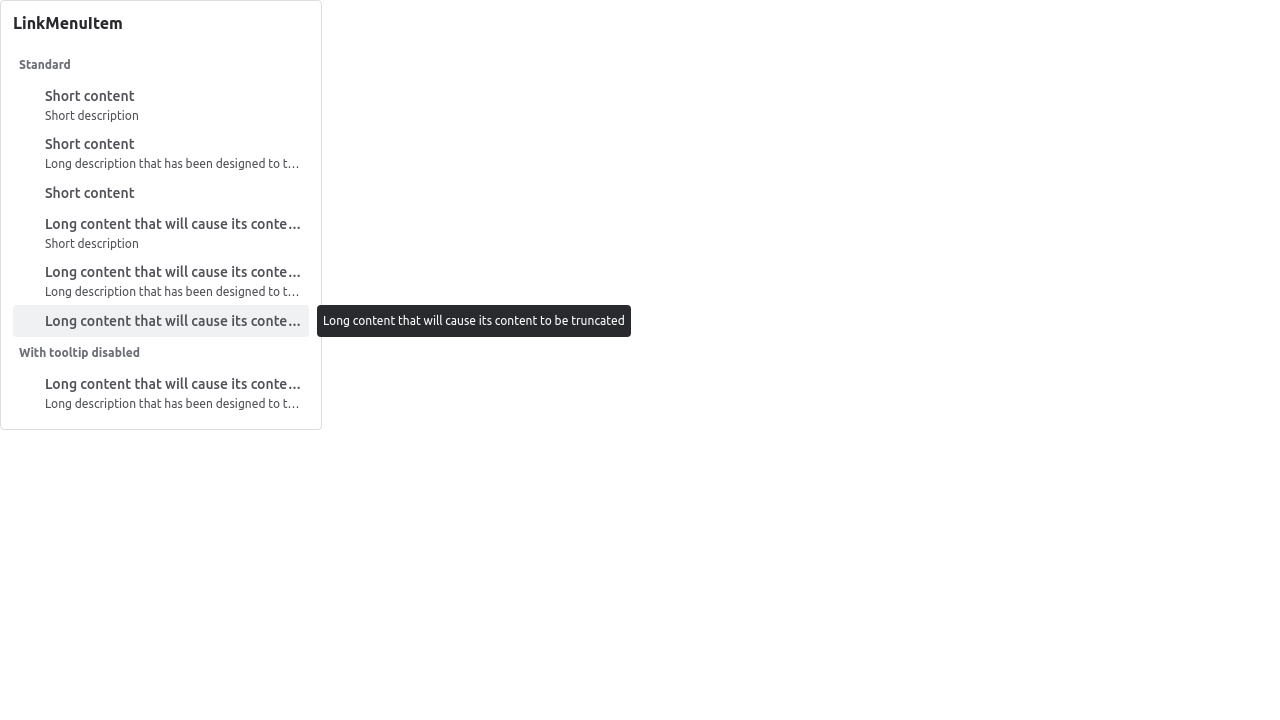 LinkMenuItem
Standard
Short content
Short description
Short content
Long description that has been designed to t…
Short content
Long content that will cause its conte…
Short description
Long content that will cause its conte…
Long description that has been designed to t…
Long content that will cause its conte…
Long content that will cause its content to be truncated
With tooltip disabled
Long content that will cause its conte…
Long description that has been designed to t…